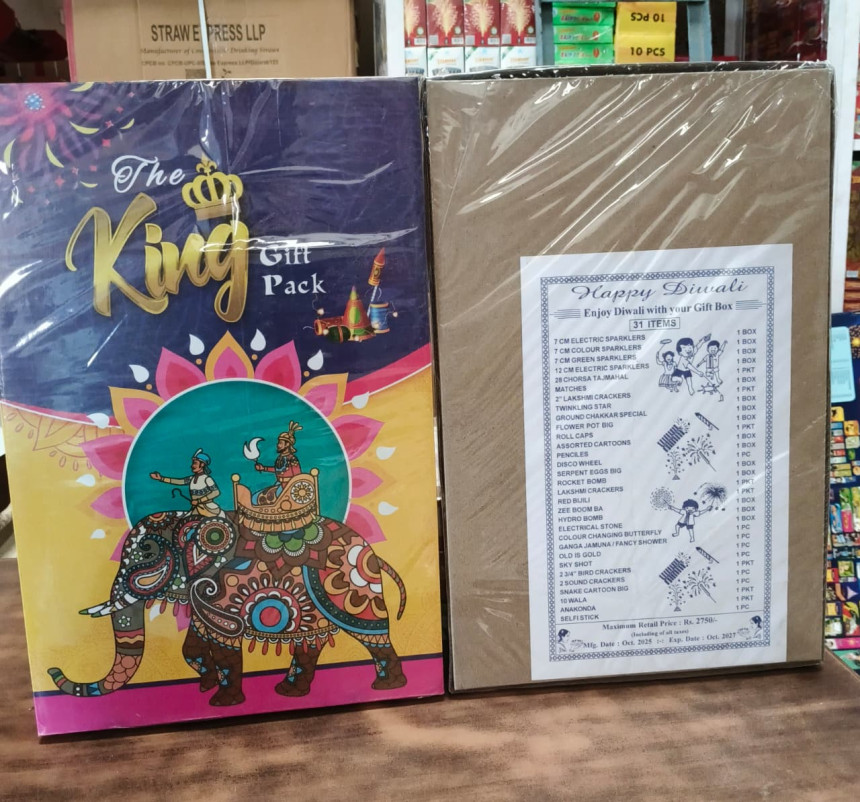 STRAW EXPRESS LLP
10 PCS
10 PCS
The
King
Gift
Pack
Happy Diwali
Enjoy Diwali with your Gift Box
31 ITEMS
7 CM ELECTRIC SPARKLERS 1 BOX
7 CM COLOUR SPARKLERS 1 BOX
7 CM GREEN SPARKLERS 1 BOX
12 CM ELECTRIC SPARKLERS 1 BOX
28 CHORSA TAJMAHAL 1 PKT
MATCHES 1 BOX
2" LAKSHMI CRACKERS 1 BOX
TWINKLING STAR 1 BOX
GROUND CHAKKAR SPECIAL 1 BOX
FLOWER POT BIG 1 BOX
ROLL CAPS 1 PKT
ASSORTED CARTOONS 1 BOX
PENCILES 1 BOX
DISCO WHEEL 1 PC
SERPENT EGGS BIG 1 BOX
ROCKET BOMB 1 BOX
LAKSHMI CRACKERS 1 PKT
RED BIJILI 1 PKT
ZEE BOOM BA 1 BOX
HYDRO BOMB 1 BOX
ELECTRICAL STONE 1 BOX
COLOUR CHANGING BUTTERFLY 1 PC
GANGA JAMUNA / FANCY SHOWER 1 PC
OLD IS GOLD 1 PC
SKY SHOT 1 PC
2 3/4" BIRD CRACKERS 1 PKT
2 SOUND CRACKERS 1 PC
SNAKE CARTOON BIG 1 PC
10 WALA 1 PKT
ANAKONDA 1 PKT
SELFI STICK 1 PC
Maximum Retail Price : Rs. 2750/-
(Including of all taxes)
Mfg. Date : Oct. 2025 Exp. Date : Oct. 2027